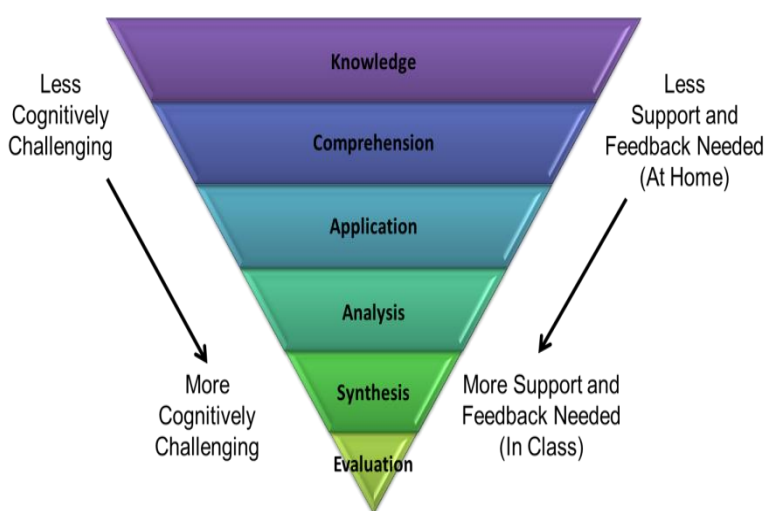 Knowledge
Less
Cognitively
Challenging
Less
Support and
Feedback Needed
(At Home)
Comprehension
Application
Analysis
More
Cognitively
Challenging
Synthesis
More Support and
Feedback Needed
(In Class)
Evaluation